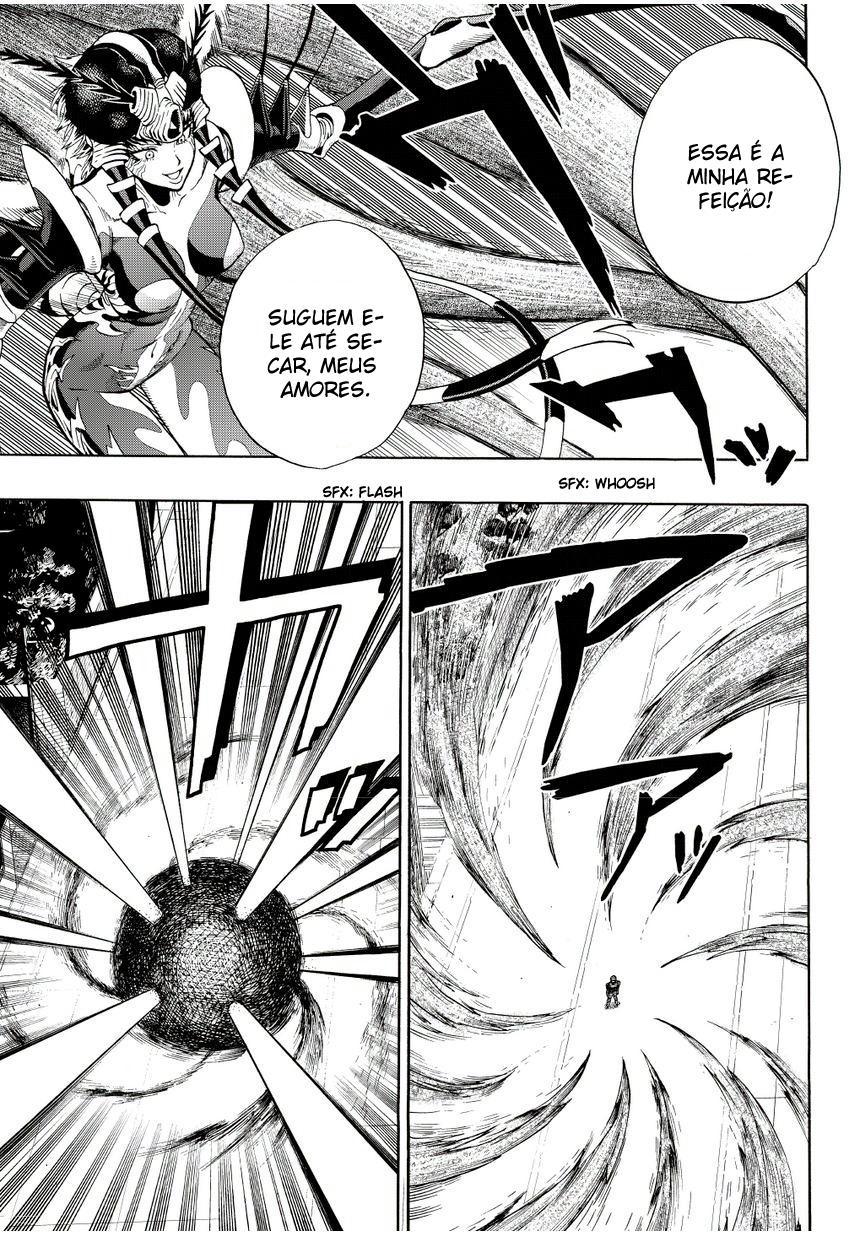 ESSA É A
MINHA RE-
FEIÇÃO!
SUGUEM E-
LE ATÉ SE-
CAR, MEUS
AMORES.
SFX: WHOOSH
SFX: FLASH